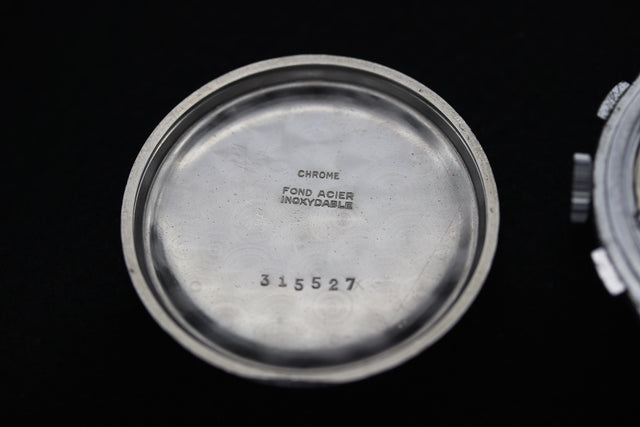 CHROME
FOND ACIER
INOXYDABLE
315527